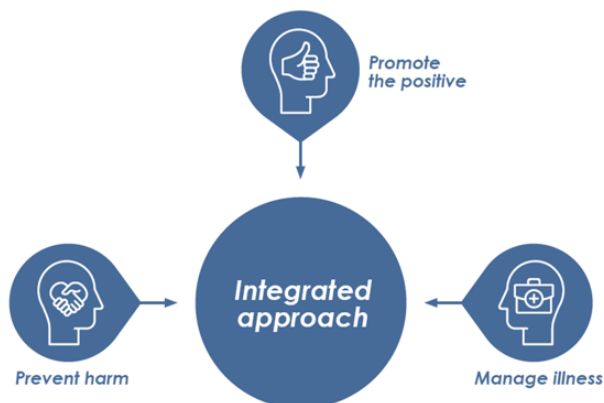 Promote
the positive
Integrated
approach
Prevent harm
Manage illness